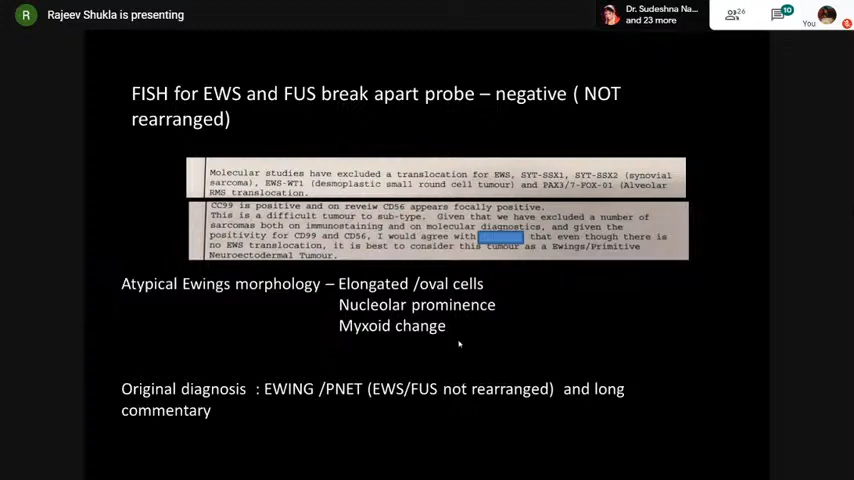 R Rajeev Shukla is presenting
Dr. Sudeshna Na...
and 23 more
26
10
You
FISH for EWS and FUS break apart probe – negative ( NOT
rearranged)
Molecular studies have excluded a translocation for EWS, SYT-SSX1, SYT-SSX2 (synovial
sarcoma), EWS-WT1 (desmoplastic small round cell tumour) and PAX3/7-FOX-01 (Alveolar
RMS translocation.
CC99 is positive and on reveiw CD56 appears focally positive.
This is a difficult tumour to sub-type. Given that we have excluded a number of
sarcomas both on immunostaining and on molecular diagnostics, and given the
positivity for CD99 and CD56, I would agree with that even though there is
no EWS translocation, it is best to consider this tumour as a Ewings/Primitive
Neuroectodermal Tumour.
Atypical Ewings morphology – Elongated /oval cells
Nucleolar prominence
Myxoid change
Original diagnosis : EWING /PNET (EWS/FUS not rearranged) and long
commentary